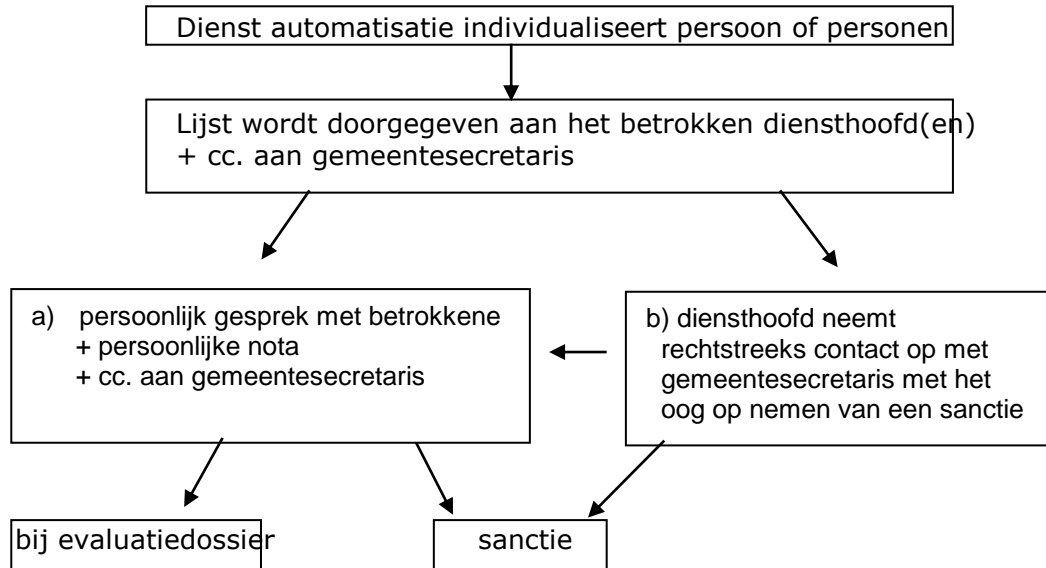 Dienst automatisatie individualiseert persoon of personen
Lijst wordt doorgegeven aan het betrokken diensthoofd(en)
+ cc. aan gemeentesecretaris
a) persoonlijk gesprek met betrokkene
+ persoonlijke nota
+ cc. aan gemeentesecretaris
b) diensthoofd neemt
rechtstreeks contact op met
gemeentesecretaris met het
oog op nemen van een sanctie
bij evaluatiedossier
sanctie